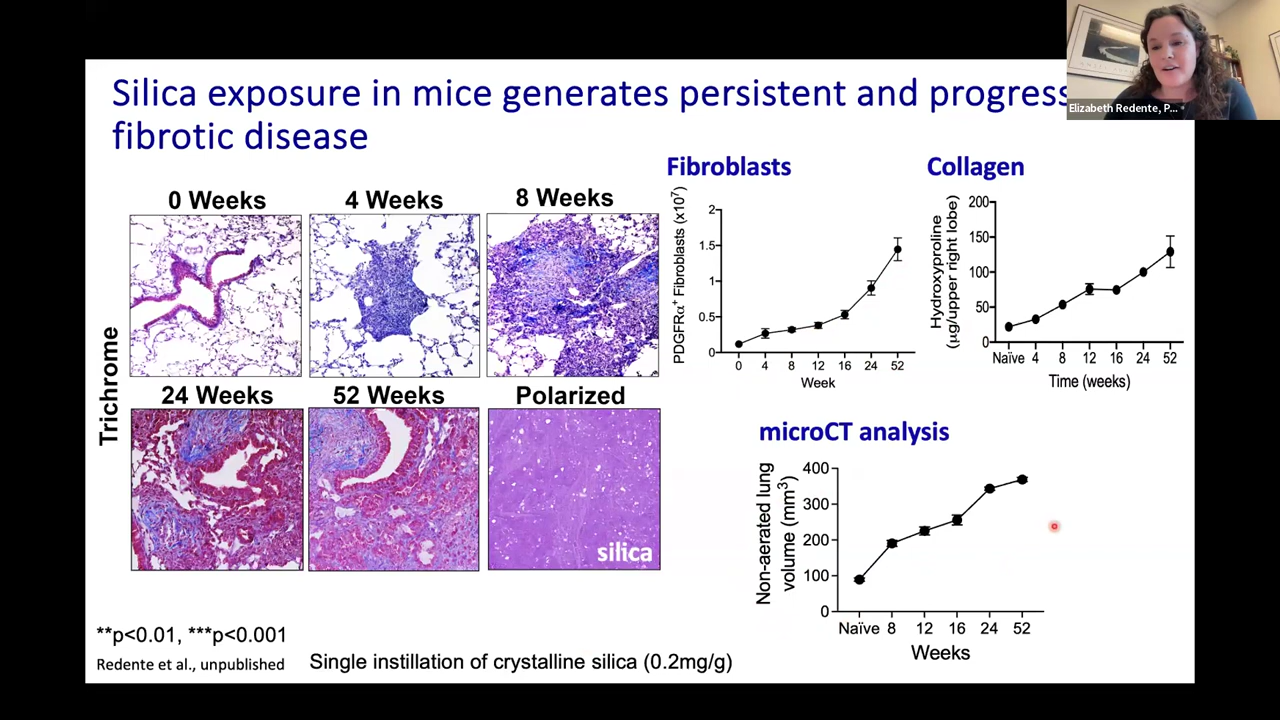 Silica exposure in mice generates persistent and progress
fibrotic disease
Elizabeth Redente, P...
0 Weeks
4 Weeks
8 Weeks
24 Weeks
52 Weeks
Polarized
Trichrome
silica
Fibroblasts
PDGFRα⁺ Fibroblasts (x10⁷)
2
1.5
1
0.5
0
0 4 8 12 16 24 52
Week
Collagen
Hydroxyproline
(µg/upper right lobe)
200
150
100
50
0
Naïve 4 8 12 16 24 52
Time (weeks)
microCT analysis
Non-aerated lung
volume (mm³)
400
300
200
100
0
Naïve 8 12 16 24 52
Weeks
**p<0.01, ***p<0.001
Redente et al., unpublished
Single instillation of crystalline silica (0.2mg/g)